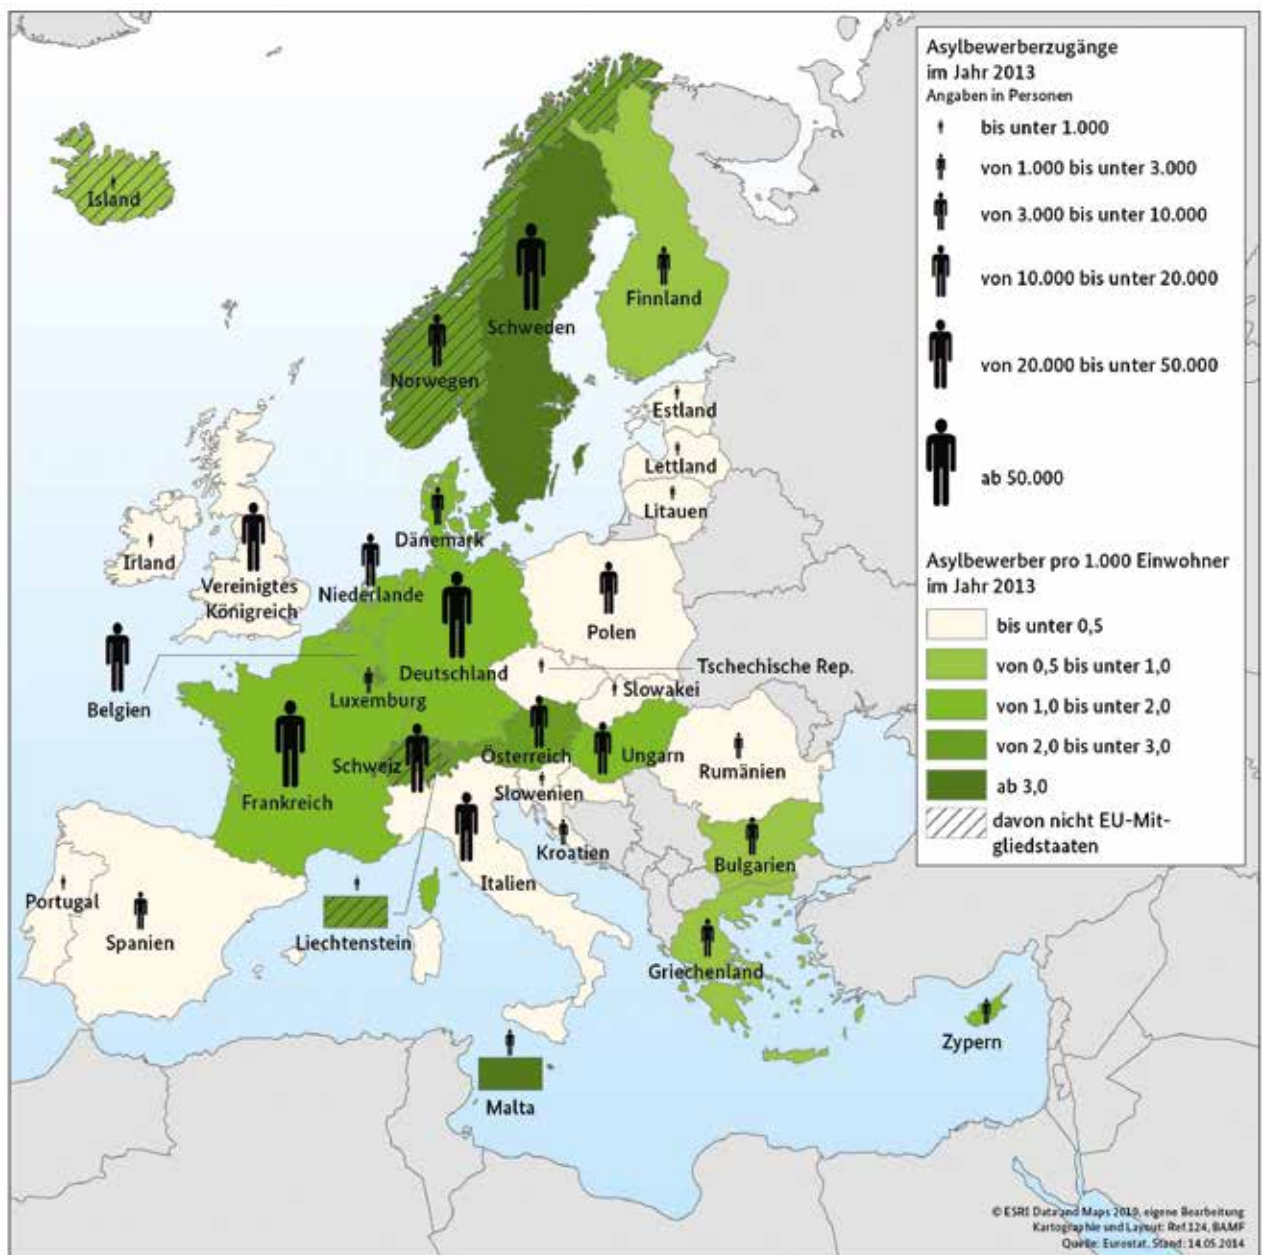 Asylbewerberzugänge
im Jahr 2013
Angaben in Personen
bis unter 1.000
von 1.000 bis unter 3.000
von 3.000 bis unter 10.000
von 10.000 bis unter 20.000
von 20.000 bis unter 50.000
ab 50.000
Asylbewerber pro 1.000 Einwohner
im Jahr 2013
bis unter 0,5
von 0,5 bis unter 1,0
von 1,0 bis unter 2,0
von 2,0 bis unter 3,0
ab 3,0
davon nicht EU-Mit-
gliedstaaten
Island
Finnland
Schweden
Norwegen
Estland
Lettland
Litauen
Dänemark
Irland
Vereinigtes
Königreich
Niederlande
Polen
Tschechische Rep.
Deutschland
Slowakei
Luxemburg
Belgien
Österreich
Ungarn
Schweiz
Rumänien
Slowenien
Frankreich
Kroatien
Bulgarien
Italien
Portugal
Spanien
Liechtenstein
Griechenland
Zypern
Malta
© ESRI Data and Maps 2010, eigene Bearbeitung
Kartographie und Layout: Ref.124, BAMF
Quelle: Eurostat, Stand: 14.05.2014